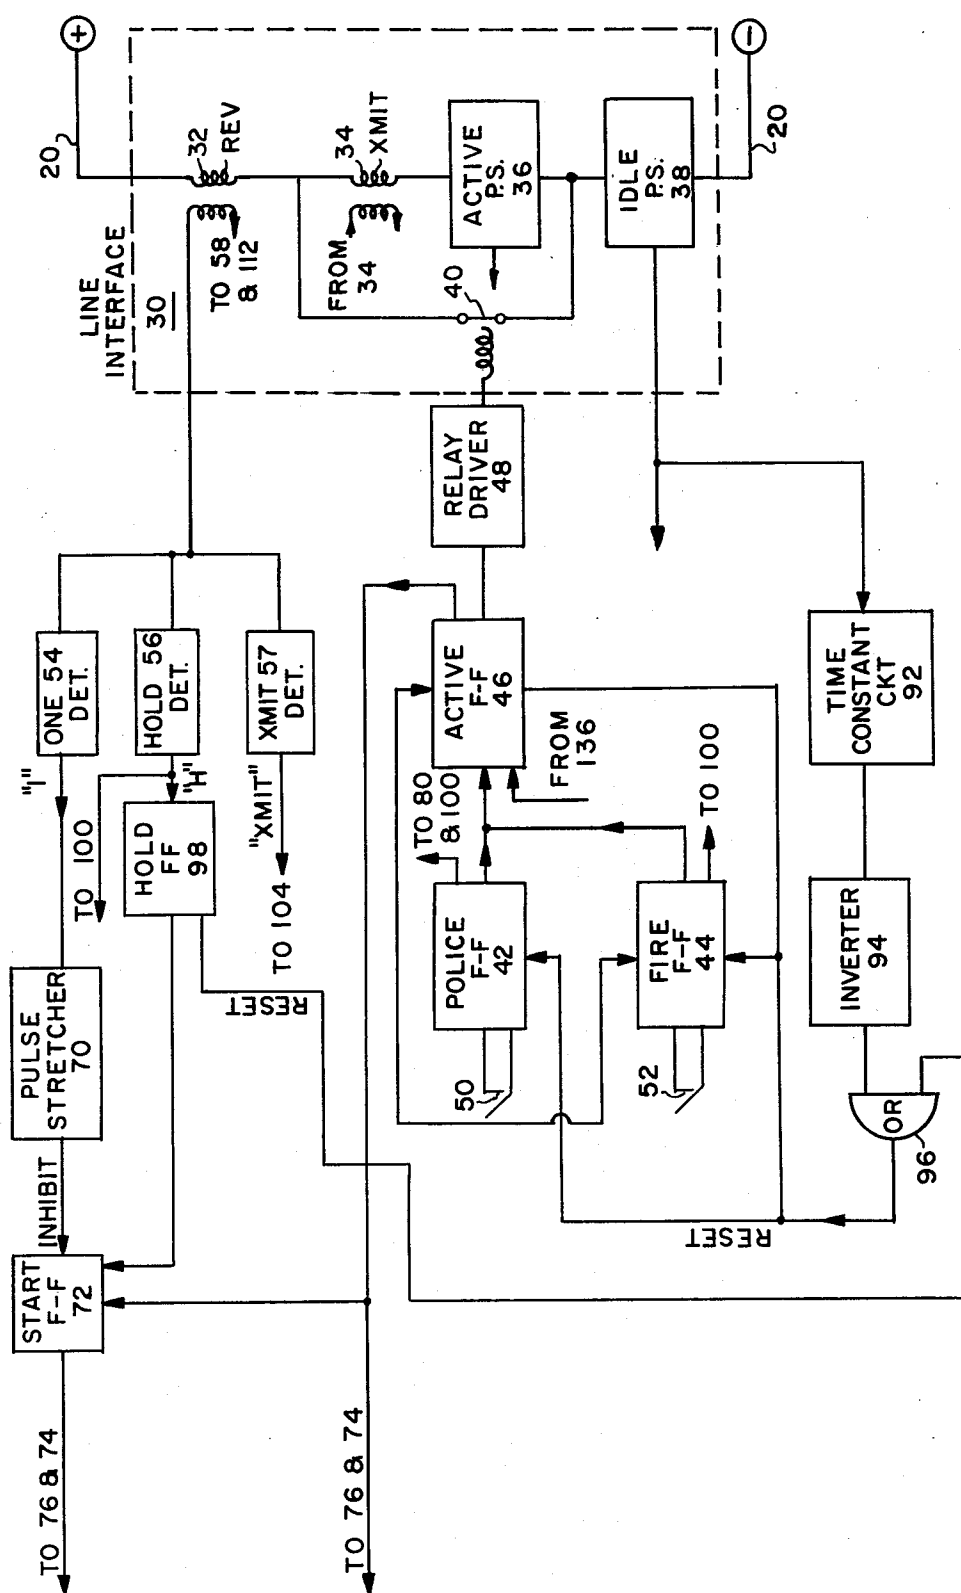 +
20
LINE
INTERFACE
30
32
REV
TO 58
& 112
34
XMIT
FROM
34
ACTIVE
P.S.
36
40
IDLE
P.S.
38
−
20
RELAY
DRIVER
48
ONE 54
DET.
HOLD 56
DET.
XMIT 57
DET.
"1"
"H"
"XMIT"
TO 100
TO 104
HOLD
FF
98
RESET
PULSE
STRETCHER
70
INHIBIT
START
F-F
72
TO 76 & 74
TO 76 & 74
ACTIVE
F-F
46
FROM
136
TO 80
& 100
TO 100
POLICE
F-F
42
50
FIRE
F-F
44
52
RESET
TIME
CONSTANT
CKT
92
INVERTER
94
OR
96